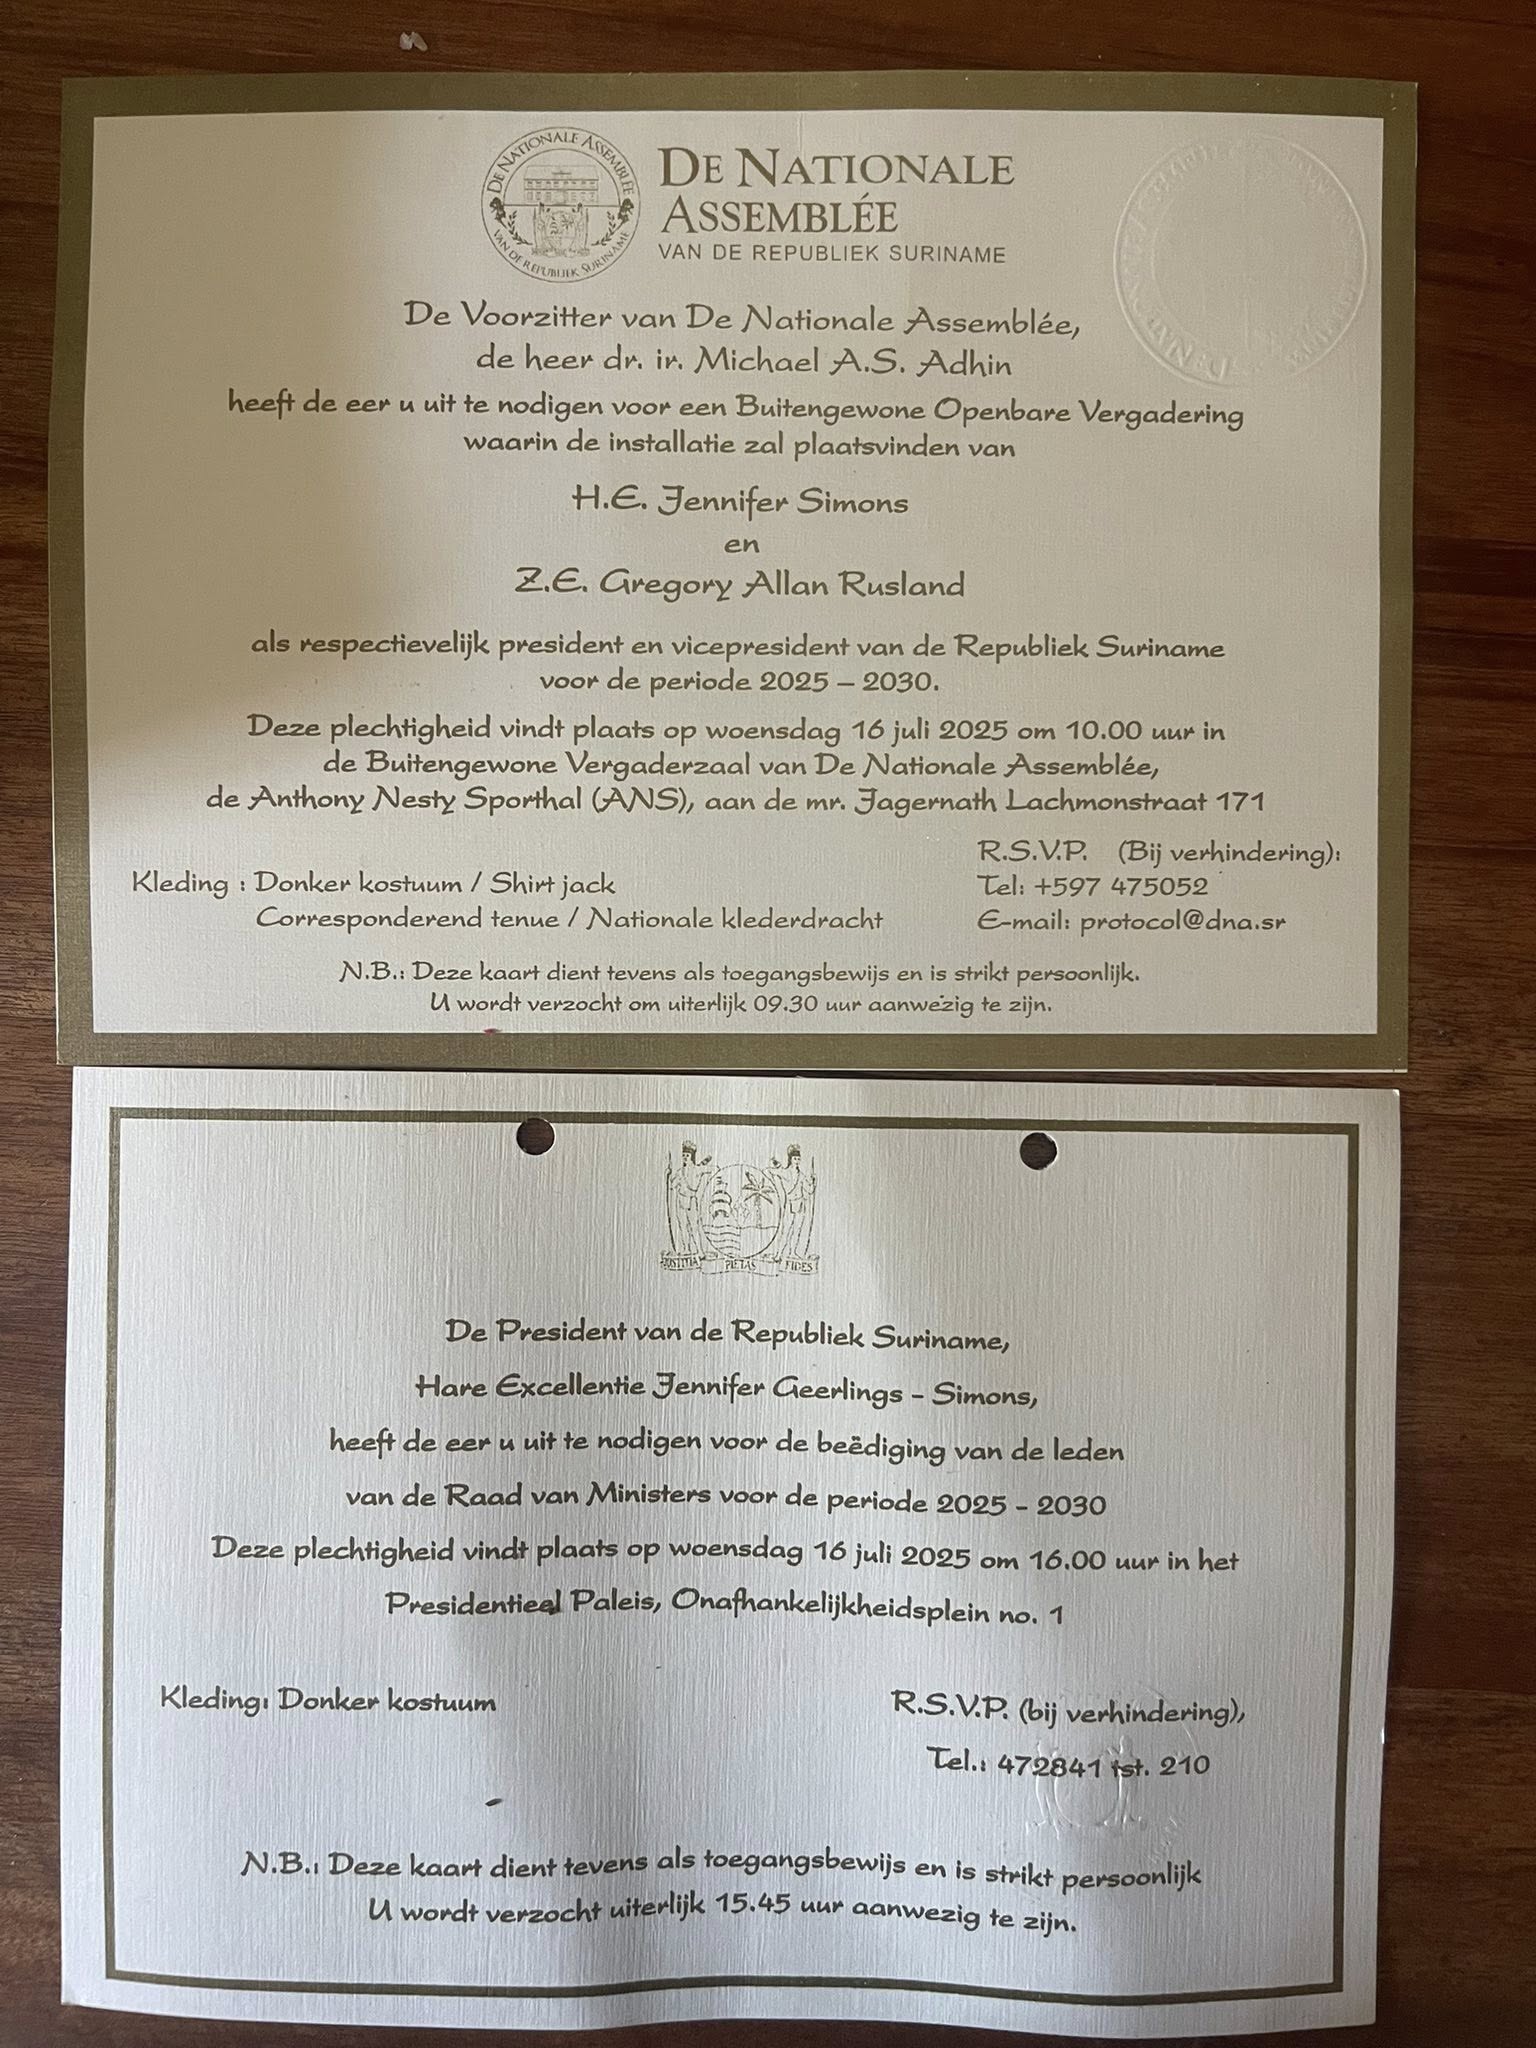 DE NATIONALE ASSEMBLÉE
VAN DE REPUBLIEK SURINAME
DE NATIONALE
ASSEMBLÉE
VAN DE REPUBLIEK SURINAME
De Voorzitter van De Nationale Assemblée,
de heer dr. ir. Michael A.S. Adhin
heeft de eer u uit te nodigen voor een Buitengewone Openbare Vergadering
waarin de installatie zal plaatsvinden van
H.E. Jennifer Simons
en
Z.E. Gregory Allan Rusland
als respectievelijk president en vicepresident van de Republiek Suriname
voor de periode 2025 – 2030.
Deze plechtigheid vindt plaats op woensdag 16 juli 2025 om 10.00 uur in
de Buitengewone Vergaderzaal van De Nationale Assemblée,
de Anthony Nesty Sporthal (ANS), aan de mr. Jagernath Lachmonstraat 171
Kleding : Donker kostuum / Shirt jack
Corresponderend tenue / Nationale klederdracht
R.S.V.P. (Bij verhindering):
Tel: +597 475052
E-mail: protocol@dna.sr
N.B.: Deze kaart dient tevens als toegangsbewijs en is strikt persoonlijk.
U wordt verzocht om uiterlijk 09.30 uur aanwezig te zijn.
JUSTITIA PIETAS FIDES
De President van de Republiek Suriname,
Hare Excellentie Jennifer Geerlings - Simons,
heeft de eer u uit te nodigen voor de beëdiging van de leden
van de Raad van Ministers voor de periode 2025 - 2030
Deze plechtigheid vindt plaats op woensdag 16 juli 2025 om 16.00 uur in het
Presidentieel Paleis, Onafhankelijkheidsplein no. 1
Kleding: Donker kostuum
R.S.V.P. (bij verhindering),
Tel.: 472841 tst. 210
N.B.: Deze kaart dient tevens als toegangsbewijs en is strikt persoonlijk
U wordt verzocht uiterlijk 15.45 uur aanwezig te zijn.